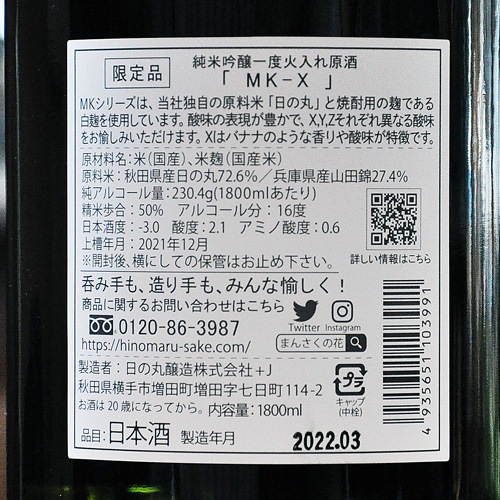 限定品
純米吟醸一度火入れ原酒
「 MK-X 」
MKシリーズは、当社独自の原料米「日の丸」と焼酎用の麹である
白麹を使用しています。酸味の表現が豊かで、X,Y,Zそれぞれ異なる酸味
をお愉しみいただけます。Xはバナナのような香りや酸味が特徴です。
原材料名:米(国産)、米麹(国産米)
原料米:秋田県産日の丸72.6%/兵庫県産山田錦27.4%
純アルコール量:230.4g(1800mlあたり)
精米歩合:50% アルコール分:16度
日本酒度:-3.0 酸度:2.1 アミノ酸度:0.6
上槽年月:2021年12月
※開封後、横にしての保管はお止め下さい。
詳しい情報はこちら
呑み手も、造り手も、みんな愉しく!
商品に関するお問い合わせはこちら
0120-86-3987
Twitter Instagram
https://hinomaru-sake.com/
まんさくの花
製造者:日の丸醸造株式会社+J
秋田県横手市増田町増田字七日町114-2
お酒は20歳になってから。内容量:1800ml
プラ
キャップ
(中栓)
品目:日本酒 製造年月
2022.03
4 935651 103991